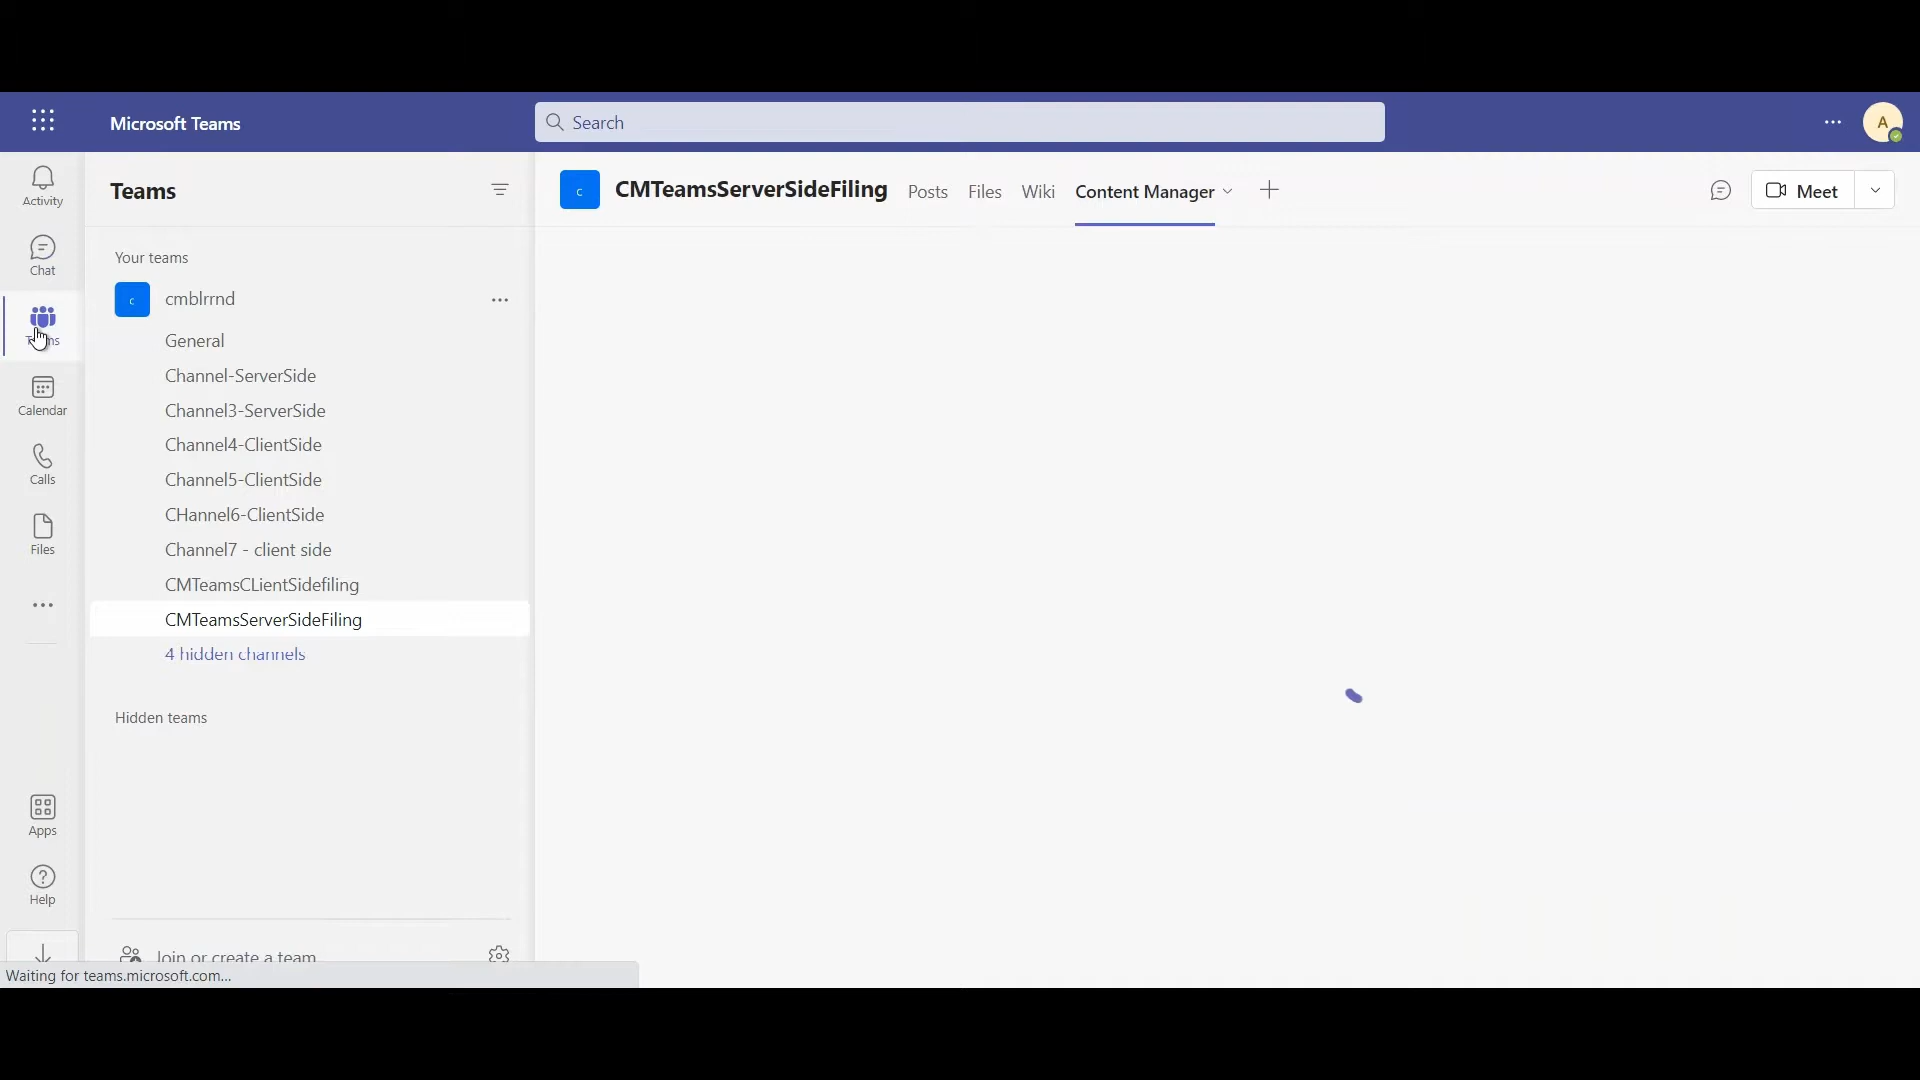 Microsoft Teams
Search
A
Activity
Chat
Teams
Calendar
Calls
Files
Apps
Help
Teams
Your teams
c
cmblrrnd
General
Channel-ServerSide
Channel3-ServerSide
Channel4-ClientSide
Channel5-ClientSide
CHannel6-ClientSide
Channel7 - client side
CMTeamsCLientSidefiling
CMTeamsServerSideFiling
4 hidden channels
Hidden teams
Join or create a team
Waiting for teams.microsoft.com...
c
CMTeamsServerSideFiling Posts Files Wiki Content Manager
Meet